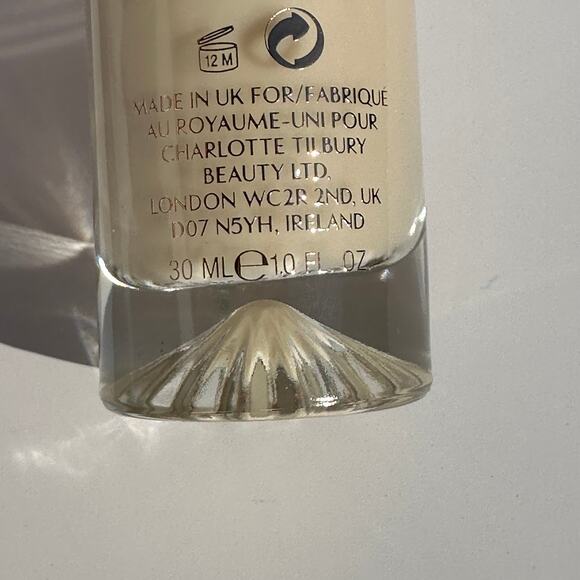 12 M
MADE IN UK FOR/FABRIQUÉ
AU ROYAUME-UNI POUR
CHARLOTTE TILBURY
BEAUTY LTD,
LONDON WC2R 2ND, UK
D07 N5YH, IRELAND
30 ML ℮ 1.0 FL. OZ.